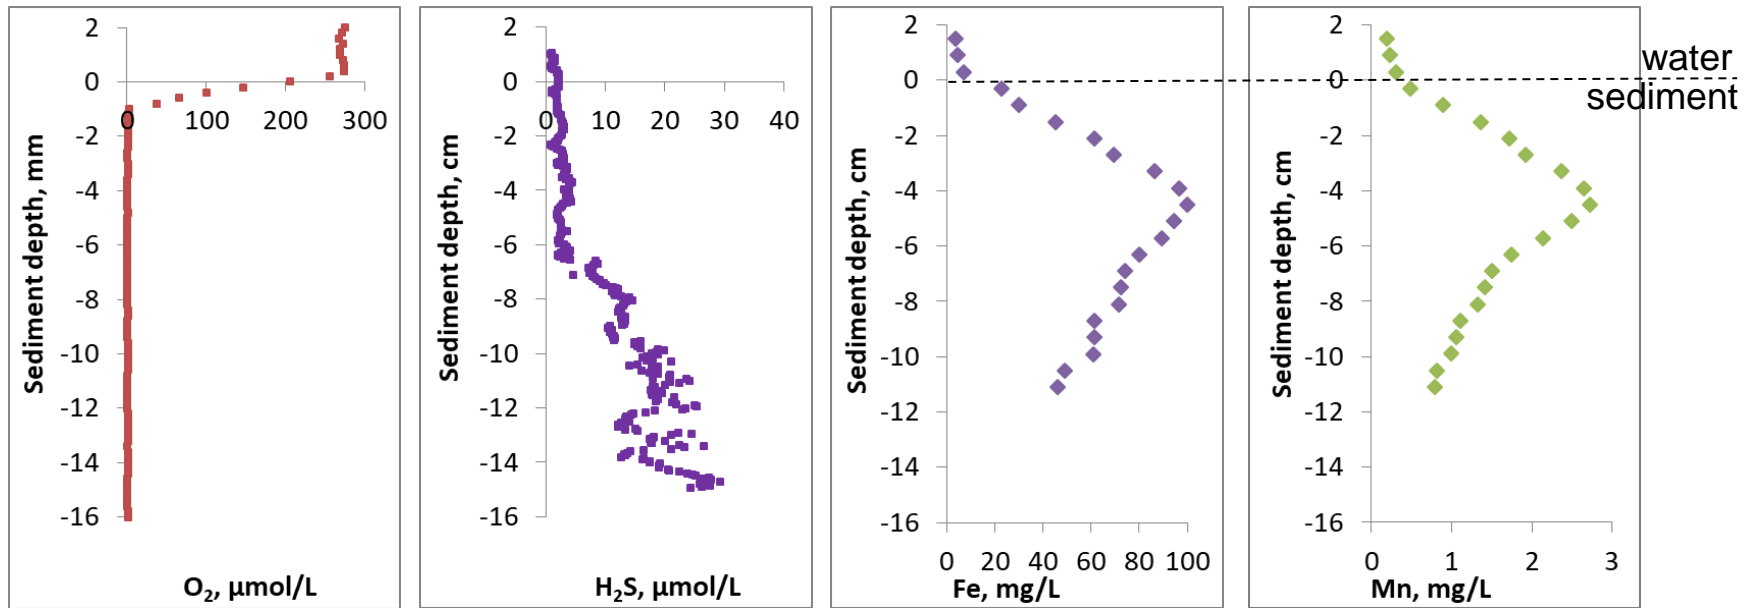 2
0
-2
-4
-6
-8
-10
-12
-14
-16
0 100 200 300
Sediment depth, mm
O₂, µmol/L
2
0
-2
-4
-6
-8
-10
-12
-14
-16
0 10 20 30 40
Sediment depth, cm
H₂S, µmol/L
2
0
-2
-4
-6
-8
-10
-12
-14
-16
0 20 40 60 80 100
Sediment depth, cm
Fe, mg/L
2
0
-2
-4
-6
-8
-10
-12
-14
-16
0 1 2 3
Sediment depth, cm
Mn, mg/L
water
sediment